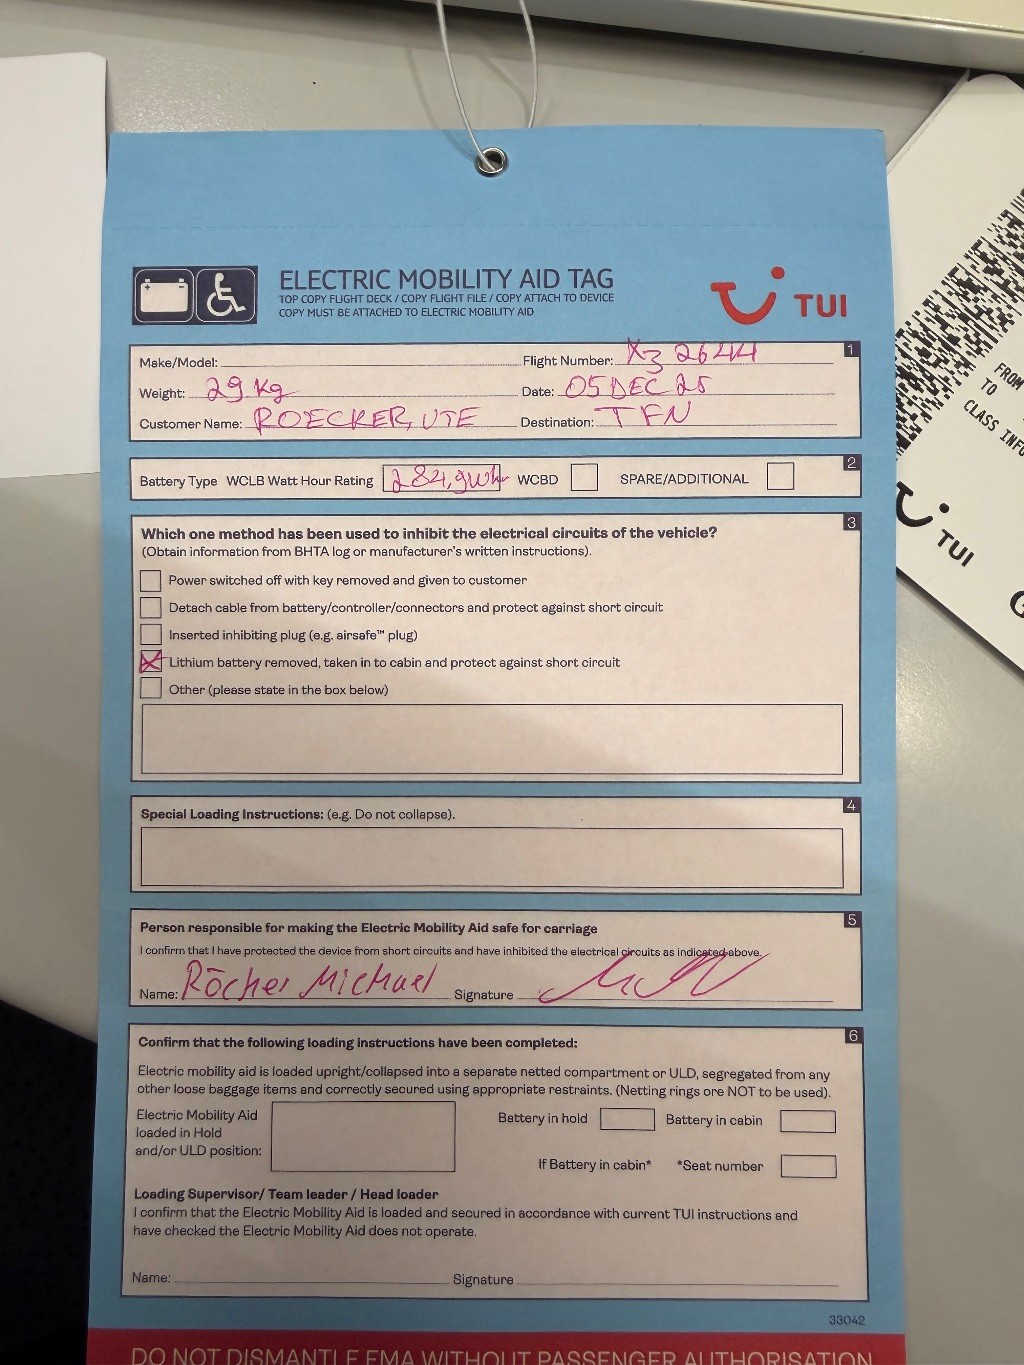 ELECTRIC MOBILITY AID TAG
TOP COPY FLIGHT DECK / COPY FLIGHT FILE / COPY ATTACH TO DEVICE
COPY MUST BE ATTACHED TO ELECTRIC MOBILITY AID
TUI
1
Make/Model: Flight Number: X3 2644
Weight: 29 kg Date: 05 DEC 25
Customer Name: ROECKER, UTE Destination: TFN
2
Battery Type WCLB Watt Hour Rating 284,9wh WCBD SPARE/ADDITIONAL
3
Which one method has been used to inhibit the electrical circuits of the vehicle?
(Obtain information from BHTA log or manufacturer's written instructions).
Power switched off with key removed and given to customer
Detach cable from battery/controller/connectors and protect against short circuit
Inserted inhibiting plug (e.g. airsafe™ plug)
Lithium battery removed, taken in to cabin and protect against short circuit
Other (please state in the box below)
4
Special Loading Instructions: (e.g. Do not collapse).
5
Person responsible for making the Electric Mobility Aid safe for carriage
I confirm that I have protected the device from short circuits and have inhibited the electrical circuits as indicated above.
Name: Röcker Michael Signature
6
Confirm that the following loading instructions have been completed:
Electric mobility aid is loaded upright/collapsed into a separate netted compartment or ULD, segregated from any
other loose baggage items and correctly secured using appropriate restraints. (Netting rings are NOT to be used).
Electric Mobility Aid
loaded in Hold
and/or ULD position:
Battery in hold Battery in cabin
If Battery in cabin* *Seat number
Loading Supervisor/ Team leader / Head loader
I confirm that the Electric Mobility Aid is loaded and secured in accordance with current TUI instructions and
have checked the Electric Mobility Aid does not operate.
Name: Signature
33042
DO NOT DISMANTLE EMA WITHOUT PASSENGER AUTHORISATION
FROM
TO
CLASS INFO
TUI